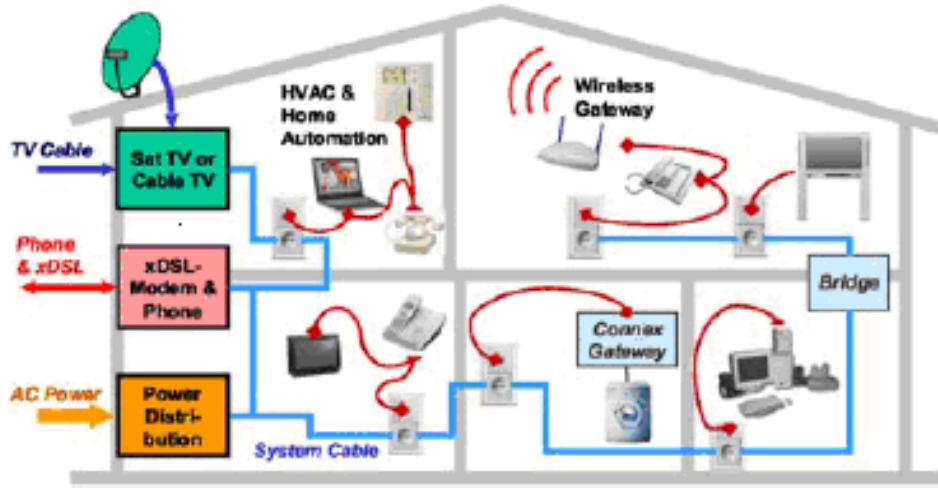 HVAC &
Home
Automation
Wireless
Gateway
TV Cable
Sat TV or
Cable TV
Phone
& xDSL
xDSL-
Modem &
Phone
Bridge
Connex
Gateway
AC Power
Power
Distri-
bution
System Cable